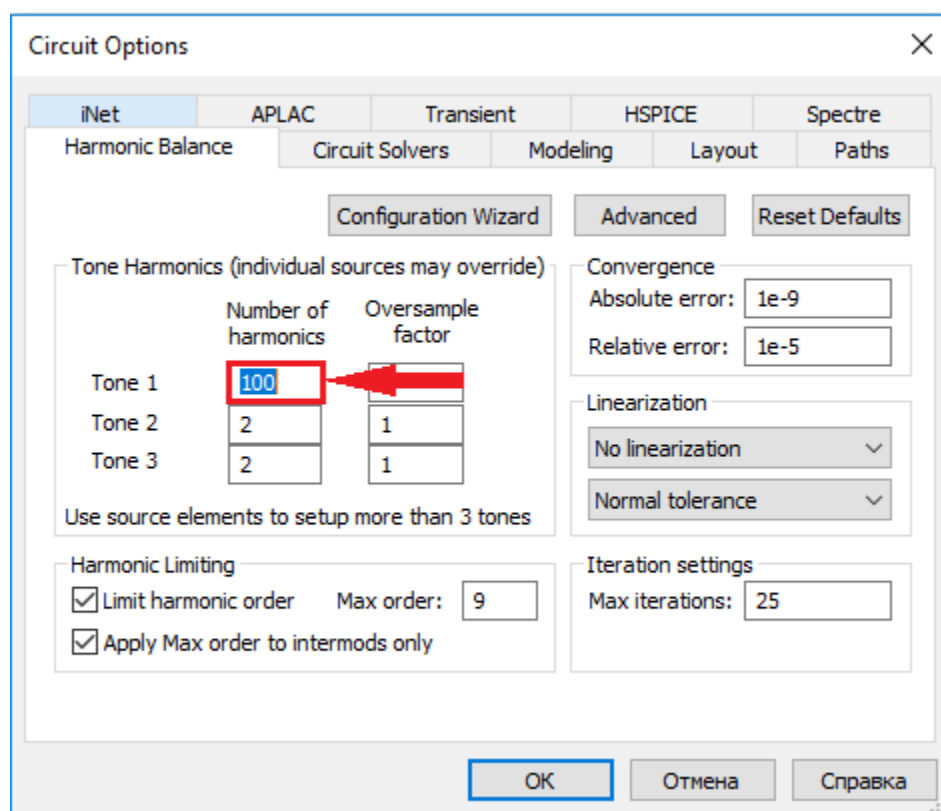 Circuit Options
iNet APLAC Transient HSPICE Spectre
Harmonic Balance Circuit Solvers Modeling Layout Paths
Configuration Wizard Advanced Reset Defaults
Tone Harmonics (individual sources may override)
Number of harmonics
Oversample factor
Tone 1 100
Tone 2 2 1
Tone 3 2 1
Use source elements to setup more than 3 tones
Convergence
Absolute error: 1e-9
Relative error: 1e-5
Linearization
No linearization
Normal tolerance
Harmonic Limiting
Limit harmonic order Max order: 9
Apply Max order to intermods only
Iteration settings
Max iterations: 25
OK Отмена Справка